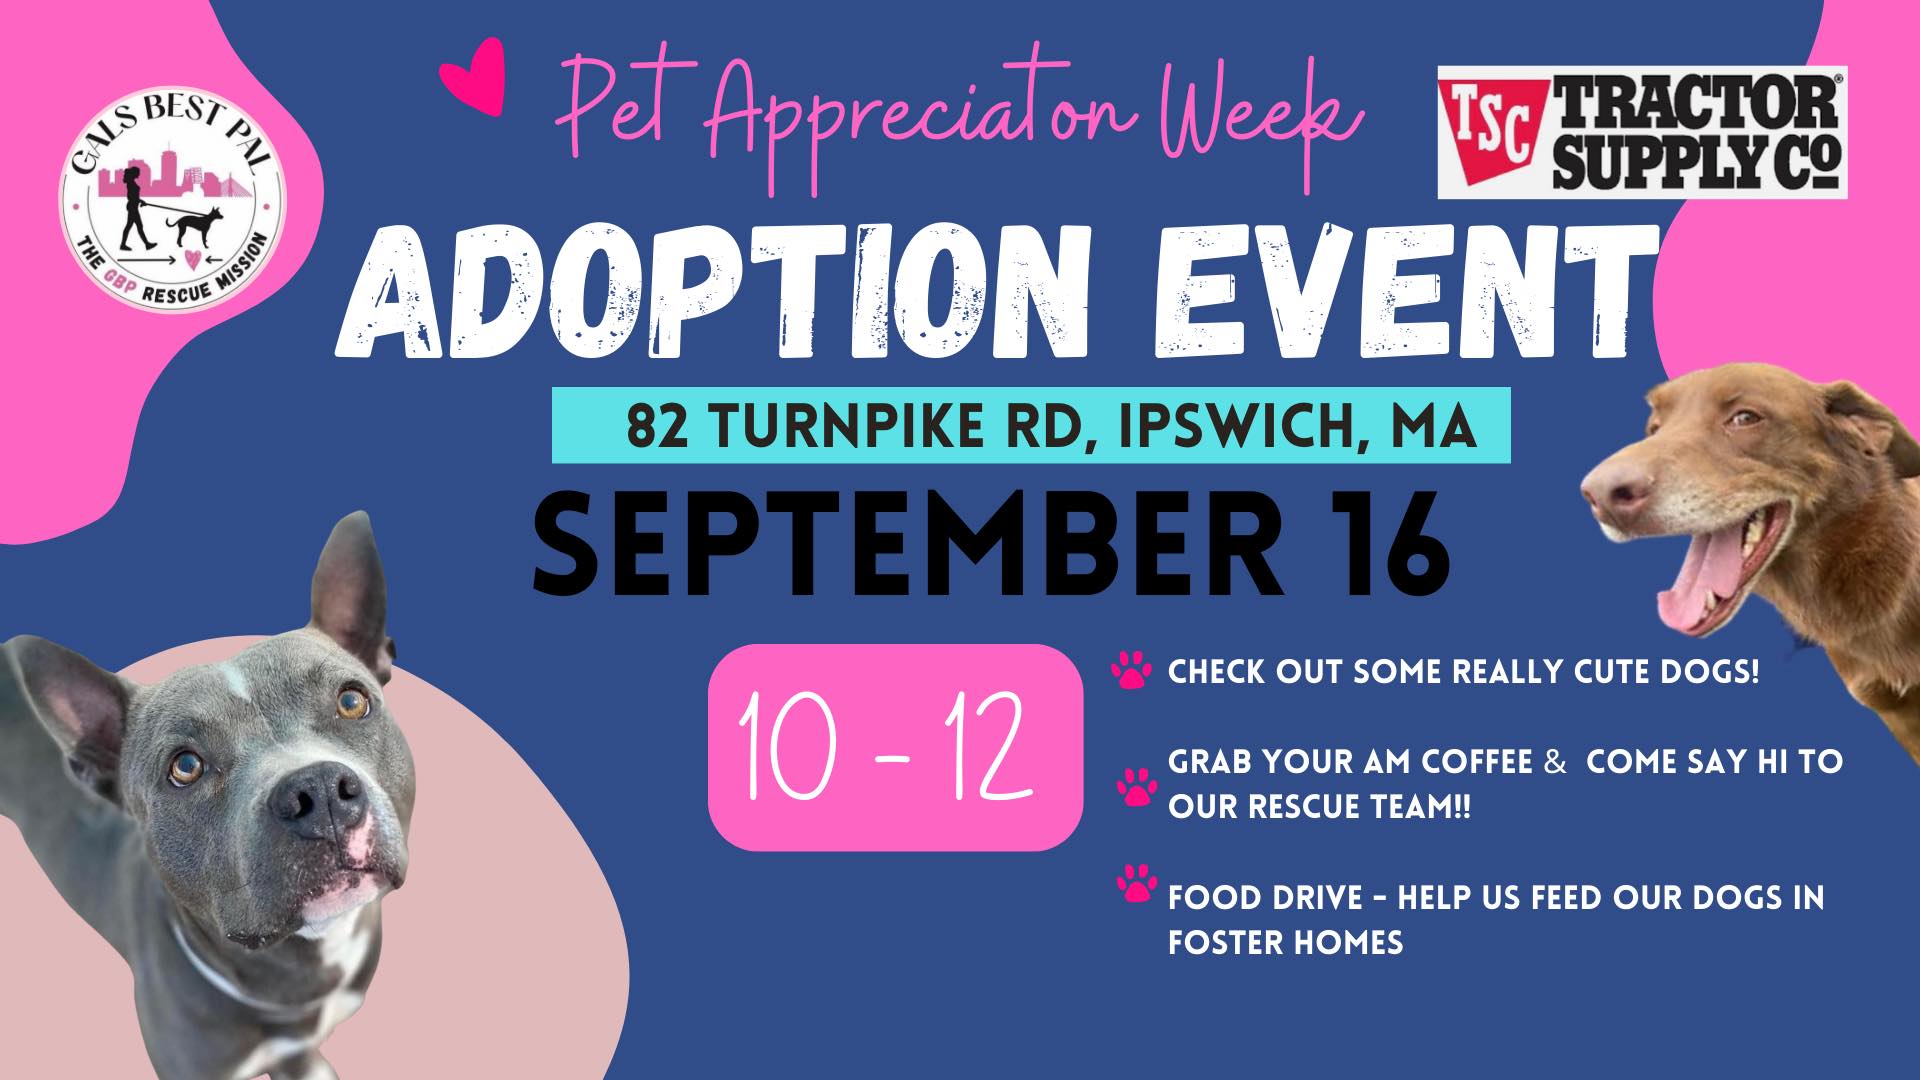 Pet Appreciaton Week
GALS BEST PAL
THE GBP RESCUE MISSION
TSC TRACTOR
SUPPLY CO
ADOPTION EVENT
82 TURNPIKE RD, IPSWICH, MA
SEPTEMBER 16
10 - 12
CHECK OUT SOME REALLY CUTE DOGS!
GRAB YOUR AM COFFEE & COME SAY HI TO
OUR RESCUE TEAM!!
FOOD DRIVE - HELP US FEED OUR DOGS IN
FOSTER HOMES